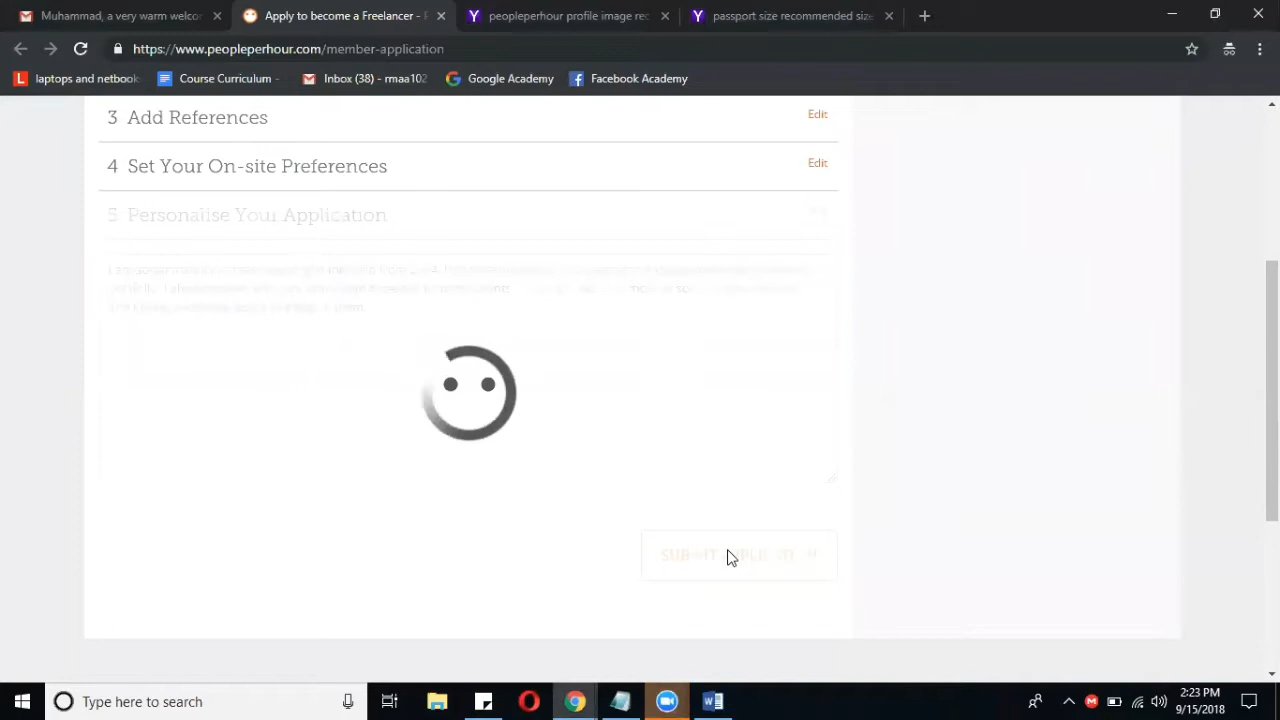 Muhammad, a very warm welcor
Apply to become a Freelancer - P
peopleperhour profile image rec
passport size recommended size
https://www.peopleperhour.com/member-application
laptops and netbook
Course Curriculum -
Inbox (38) - rmaa102
Google Academy
Facebook Academy
3 Add References
Edit
4 Set Your On-site Preferences
Edit
5 Personalise Your Application
Type here to search
2:23 PM
9/15/2018